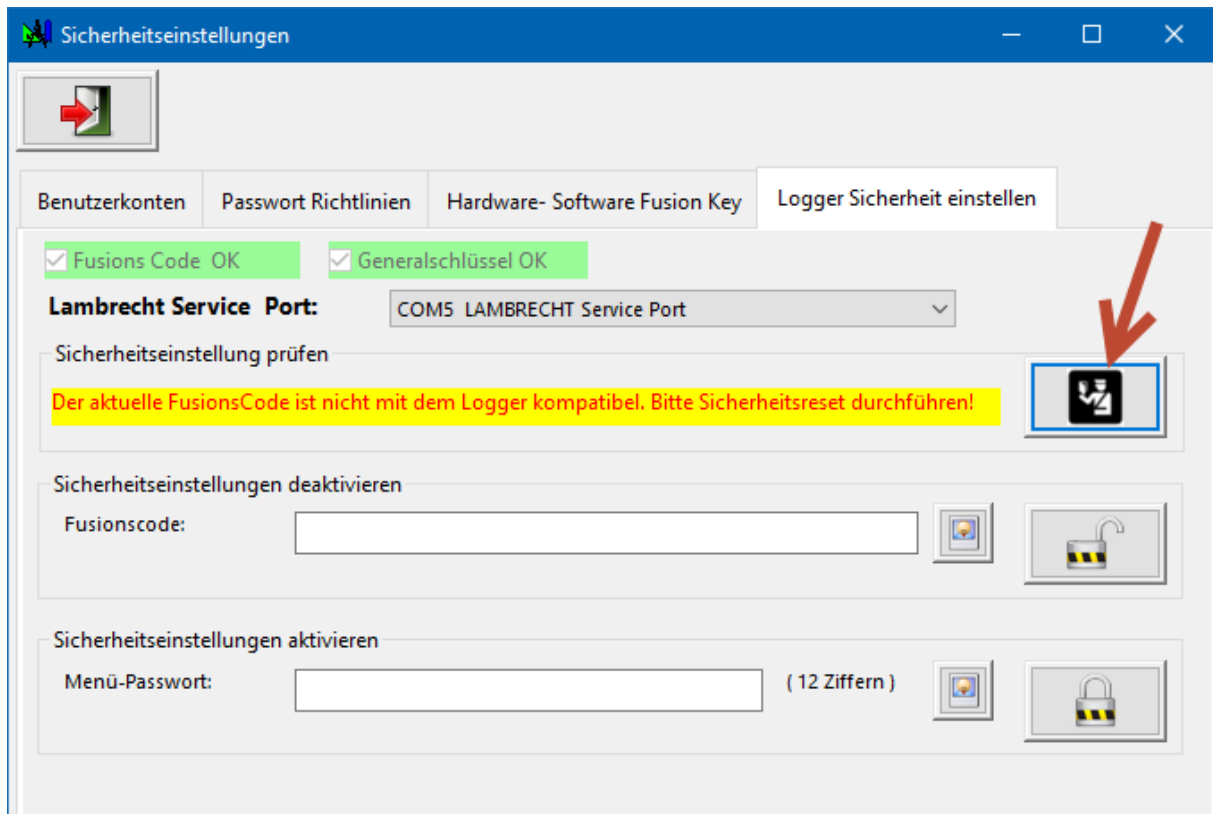 Sicherheitseinstellungen
Benutzerkonten Passwort Richtlinien Hardware- Software Fusion Key Logger Sicherheit einstellen
Fusions Code OK Generalschlüssel OK
Lambrecht Service Port: COM5 LAMBRECHT Service Port
Sicherheitseinstellung prüfen
Der aktuelle FusionsCode ist nicht mit dem Logger kompatibel. Bitte Sicherheitsreset durchführen!
Sicherheitseinstellungen deaktivieren
Fusionscode:
Sicherheitseinstellungen aktivieren
Menü-Passwort: ( 12 Ziffern )